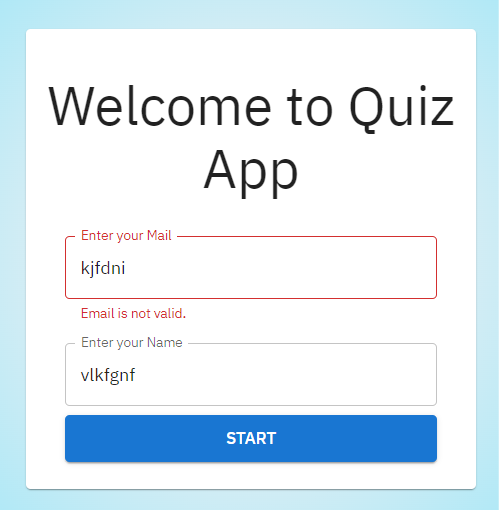 Welcome to Quiz
App
Enter your Mail
kjfdni
Email is not valid.
Enter your Name
vlkfgnf
START